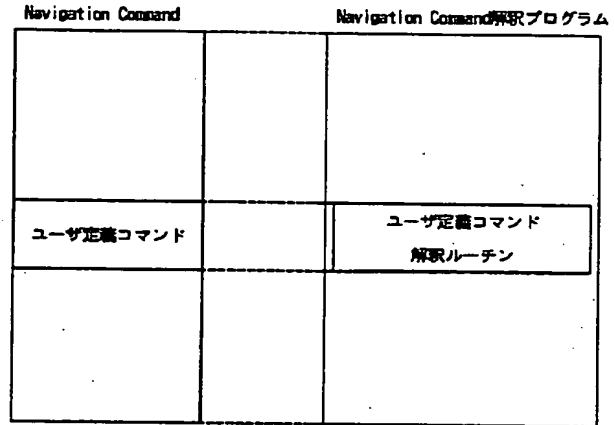 Navigation Command
Navigation Command解釈プログラム
ユーザ定義コマンド
ユーザ定義コマンド
解釈ルーチン